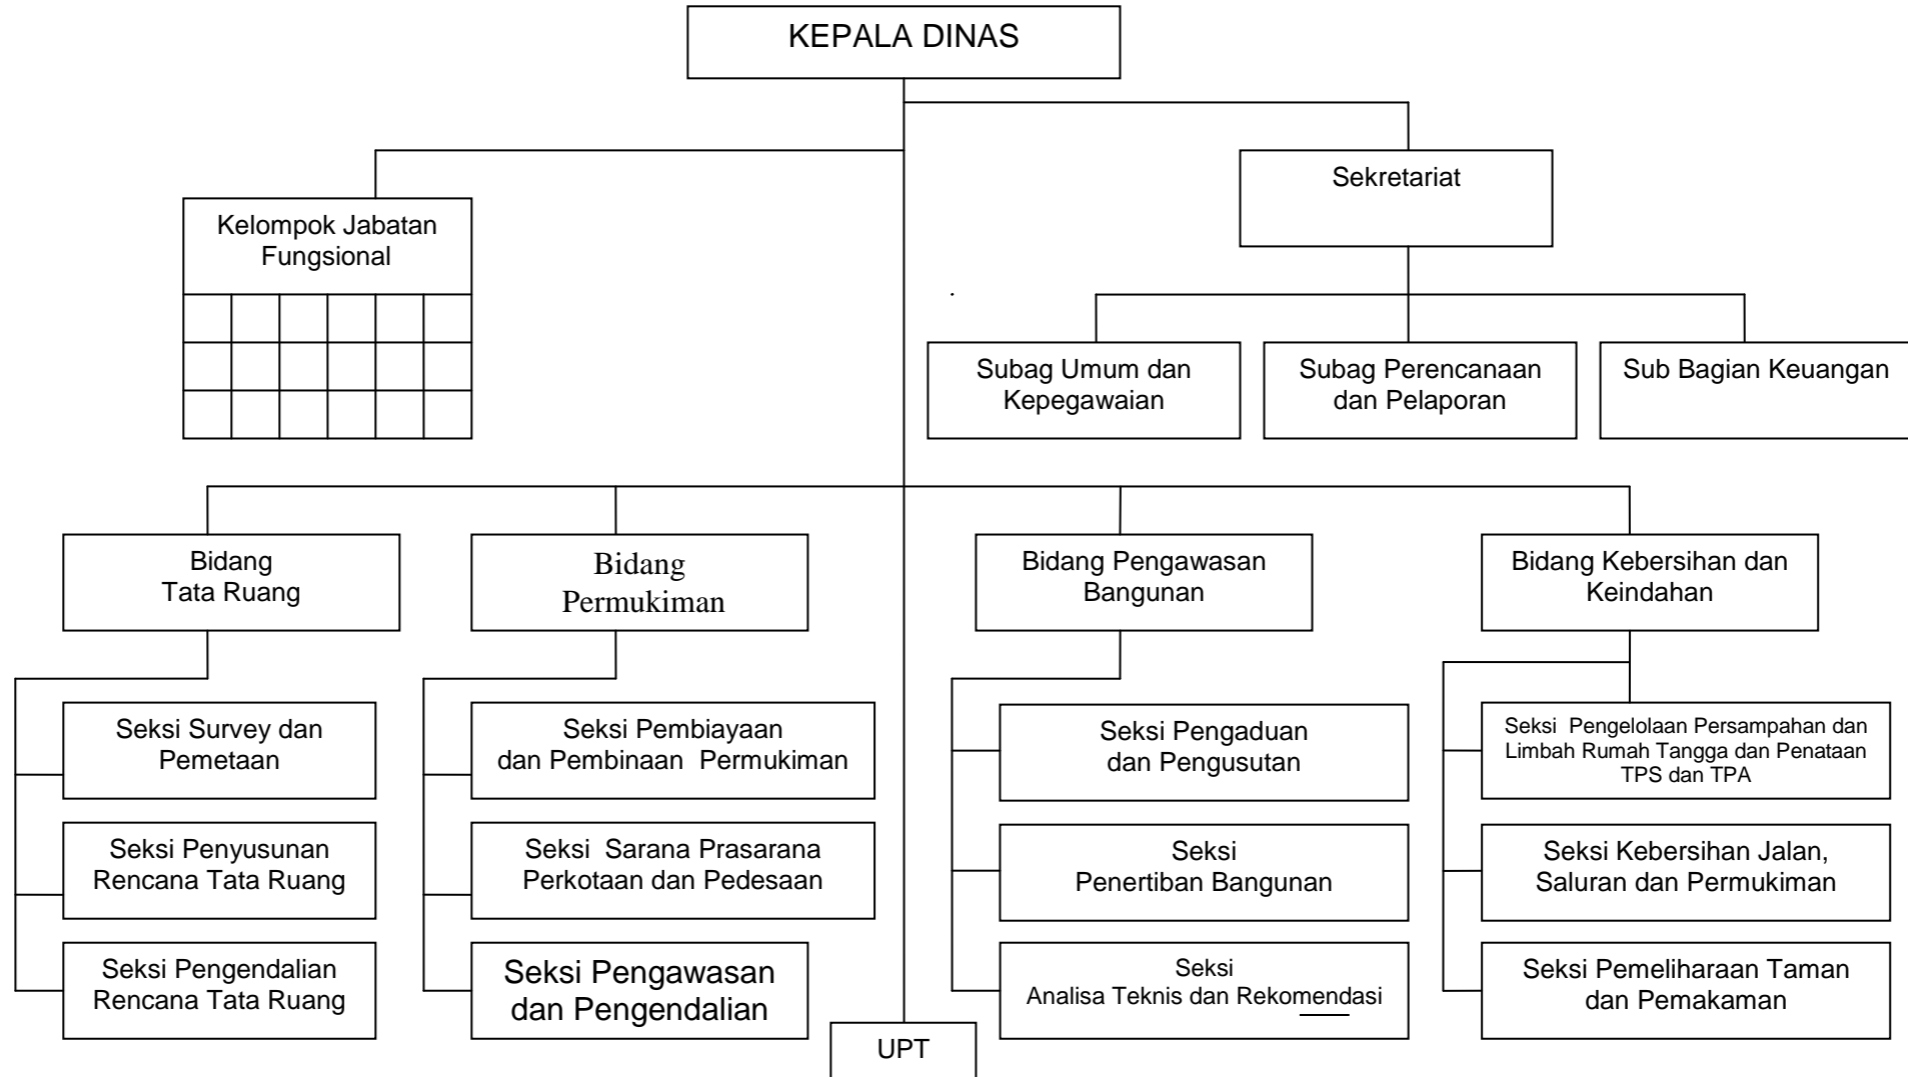 KEPALA DINAS
Sekretariat
Kelompok Jabatan
Fungsional
Subag Umum dan
Kepegawaian
Subag Perencanaan
dan Pelaporan
Sub Bagian Keuangan
Bidang
Tata Ruang
Bidang
Permukiman
Bidang Pengawasan
Bangunan
Bidang Kebersihan dan
Keindahan
Seksi Survey dan
Pemetaan
Seksi Penyusunan
Rencana Tata Ruang
Seksi Pengendalian
Rencana Tata Ruang
Seksi Pembiayaan
dan Pembinaan  Permukiman
Seksi  Sarana Prasarana
Perkotaan dan Pedesaan
Seksi Pengawasan
dan Pengendalian
Seksi Pengaduan
dan Pengusutan
Seksi
Penertiban Bangunan
Seksi
Analisa Teknis dan Rekomendasi
Seksi  Pengelolaan Persampahan dan
Limbah Rumah Tangga dan Penataan
TPS dan TPA
Seksi Kebersihan Jalan,
Saluran dan Permukiman
Seksi Pemeliharaan Taman
dan Pemakaman
UPT